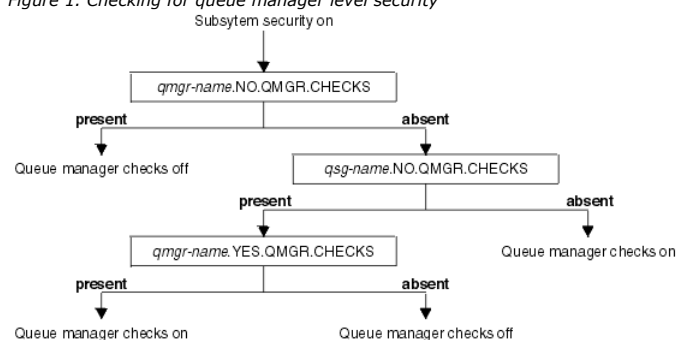 Figure 1. Checking for queue manager level security
Subsytem security on
qmgr-name.NO.QMGR.CHECKS
present absent
Queue manager checks off
qsg-name.NO.QMGR.CHECKS
present absent
qmgr-name.YES.QMGR.CHECKS
Queue manager checks on
present absent
Queue manager checks on
Queue manager checks off